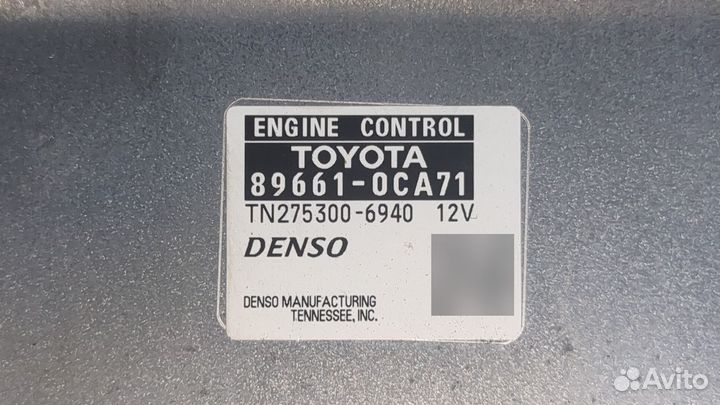 ENGINE CONTROL
TOYOTA
89661-0CA71
TN275300-6940 12V
DENSO
DENSO MANUFACTURING
TENNESSEE, INC.
Avito